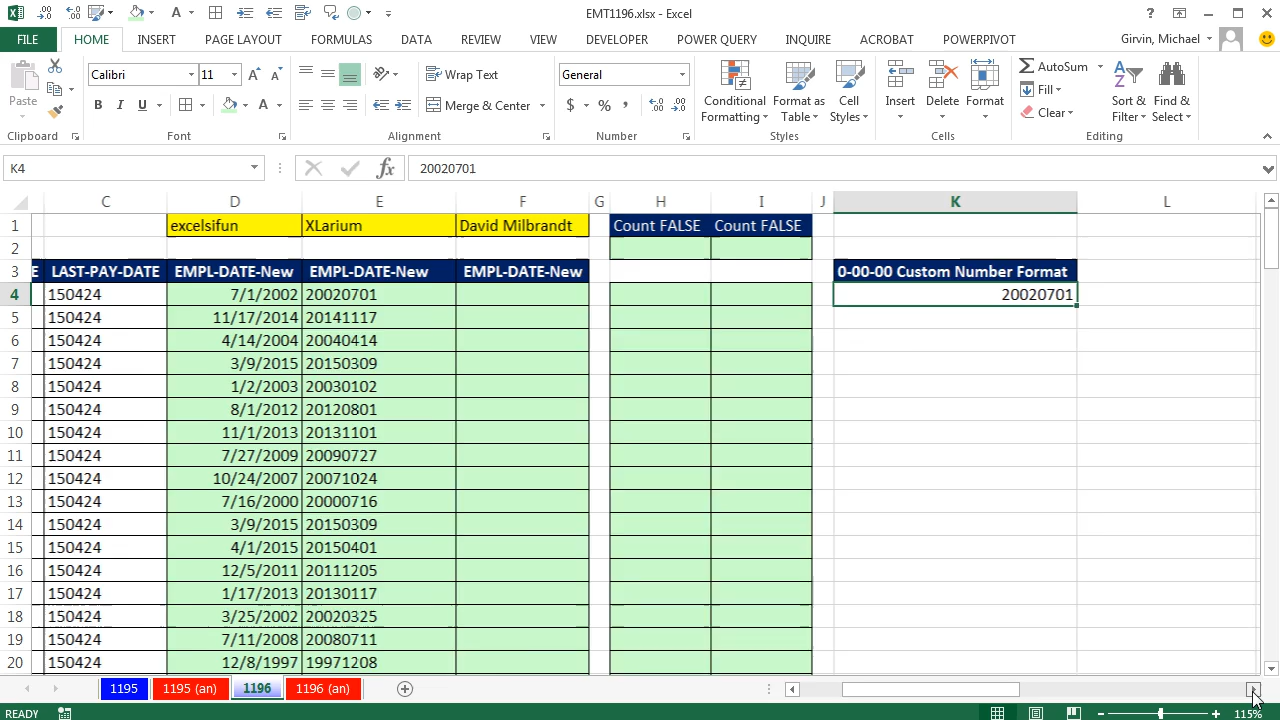 EMT1196.xlsx - Excel
FILE HOME INSERT PAGE LAYOUT FORMULAS DATA REVIEW VIEW DEVELOPER POWER QUERY INQUIRE ACROBAT POWERPIVOT Girvin, Michael
Paste
Calibri 11
Wrap Text
General
Conditional Formatting
Format as Table
Cell Styles
Insert Delete Format
AutoSum
Fill
Clear
Sort & Filter
Find & Select
B I U
Merge & Center
$ % ,
Clipboard Font Alignment Number Styles Cells Editing
K4 fx 20020701
C D E F G H I J K L
1 excelsifun XLarium David Milbrandt Count FALSE Count FALSE
2
3 E LAST-PAY-DATE EMPL-DATE-New EMPL-DATE-New EMPL-DATE-New 0-00-00 Custom Number Format
4 150424 7/1/2002 20020701 20020701
5 150424 11/17/2014 20141117
6 150424 4/14/2004 20040414
7 150424 3/9/2015 20150309
8 150424 1/2/2003 20030102
9 150424 8/1/2012 20120801
10 150424 11/1/2013 20131101
11 150424 7/27/2009 20090727
12 150424 10/24/2007 20071024
13 150424 7/16/2000 20000716
14 150424 3/9/2015 20150309
15 150424 4/1/2015 20150401
16 150424 12/5/2011 20111205
17 150424 1/17/2013 20130117
18 150424 3/25/2002 20020325
19 150424 7/11/2008 20080711
20 150424 12/8/1997 19971208
1195 1195 (an) 1196 1196 (an)
READY 115%